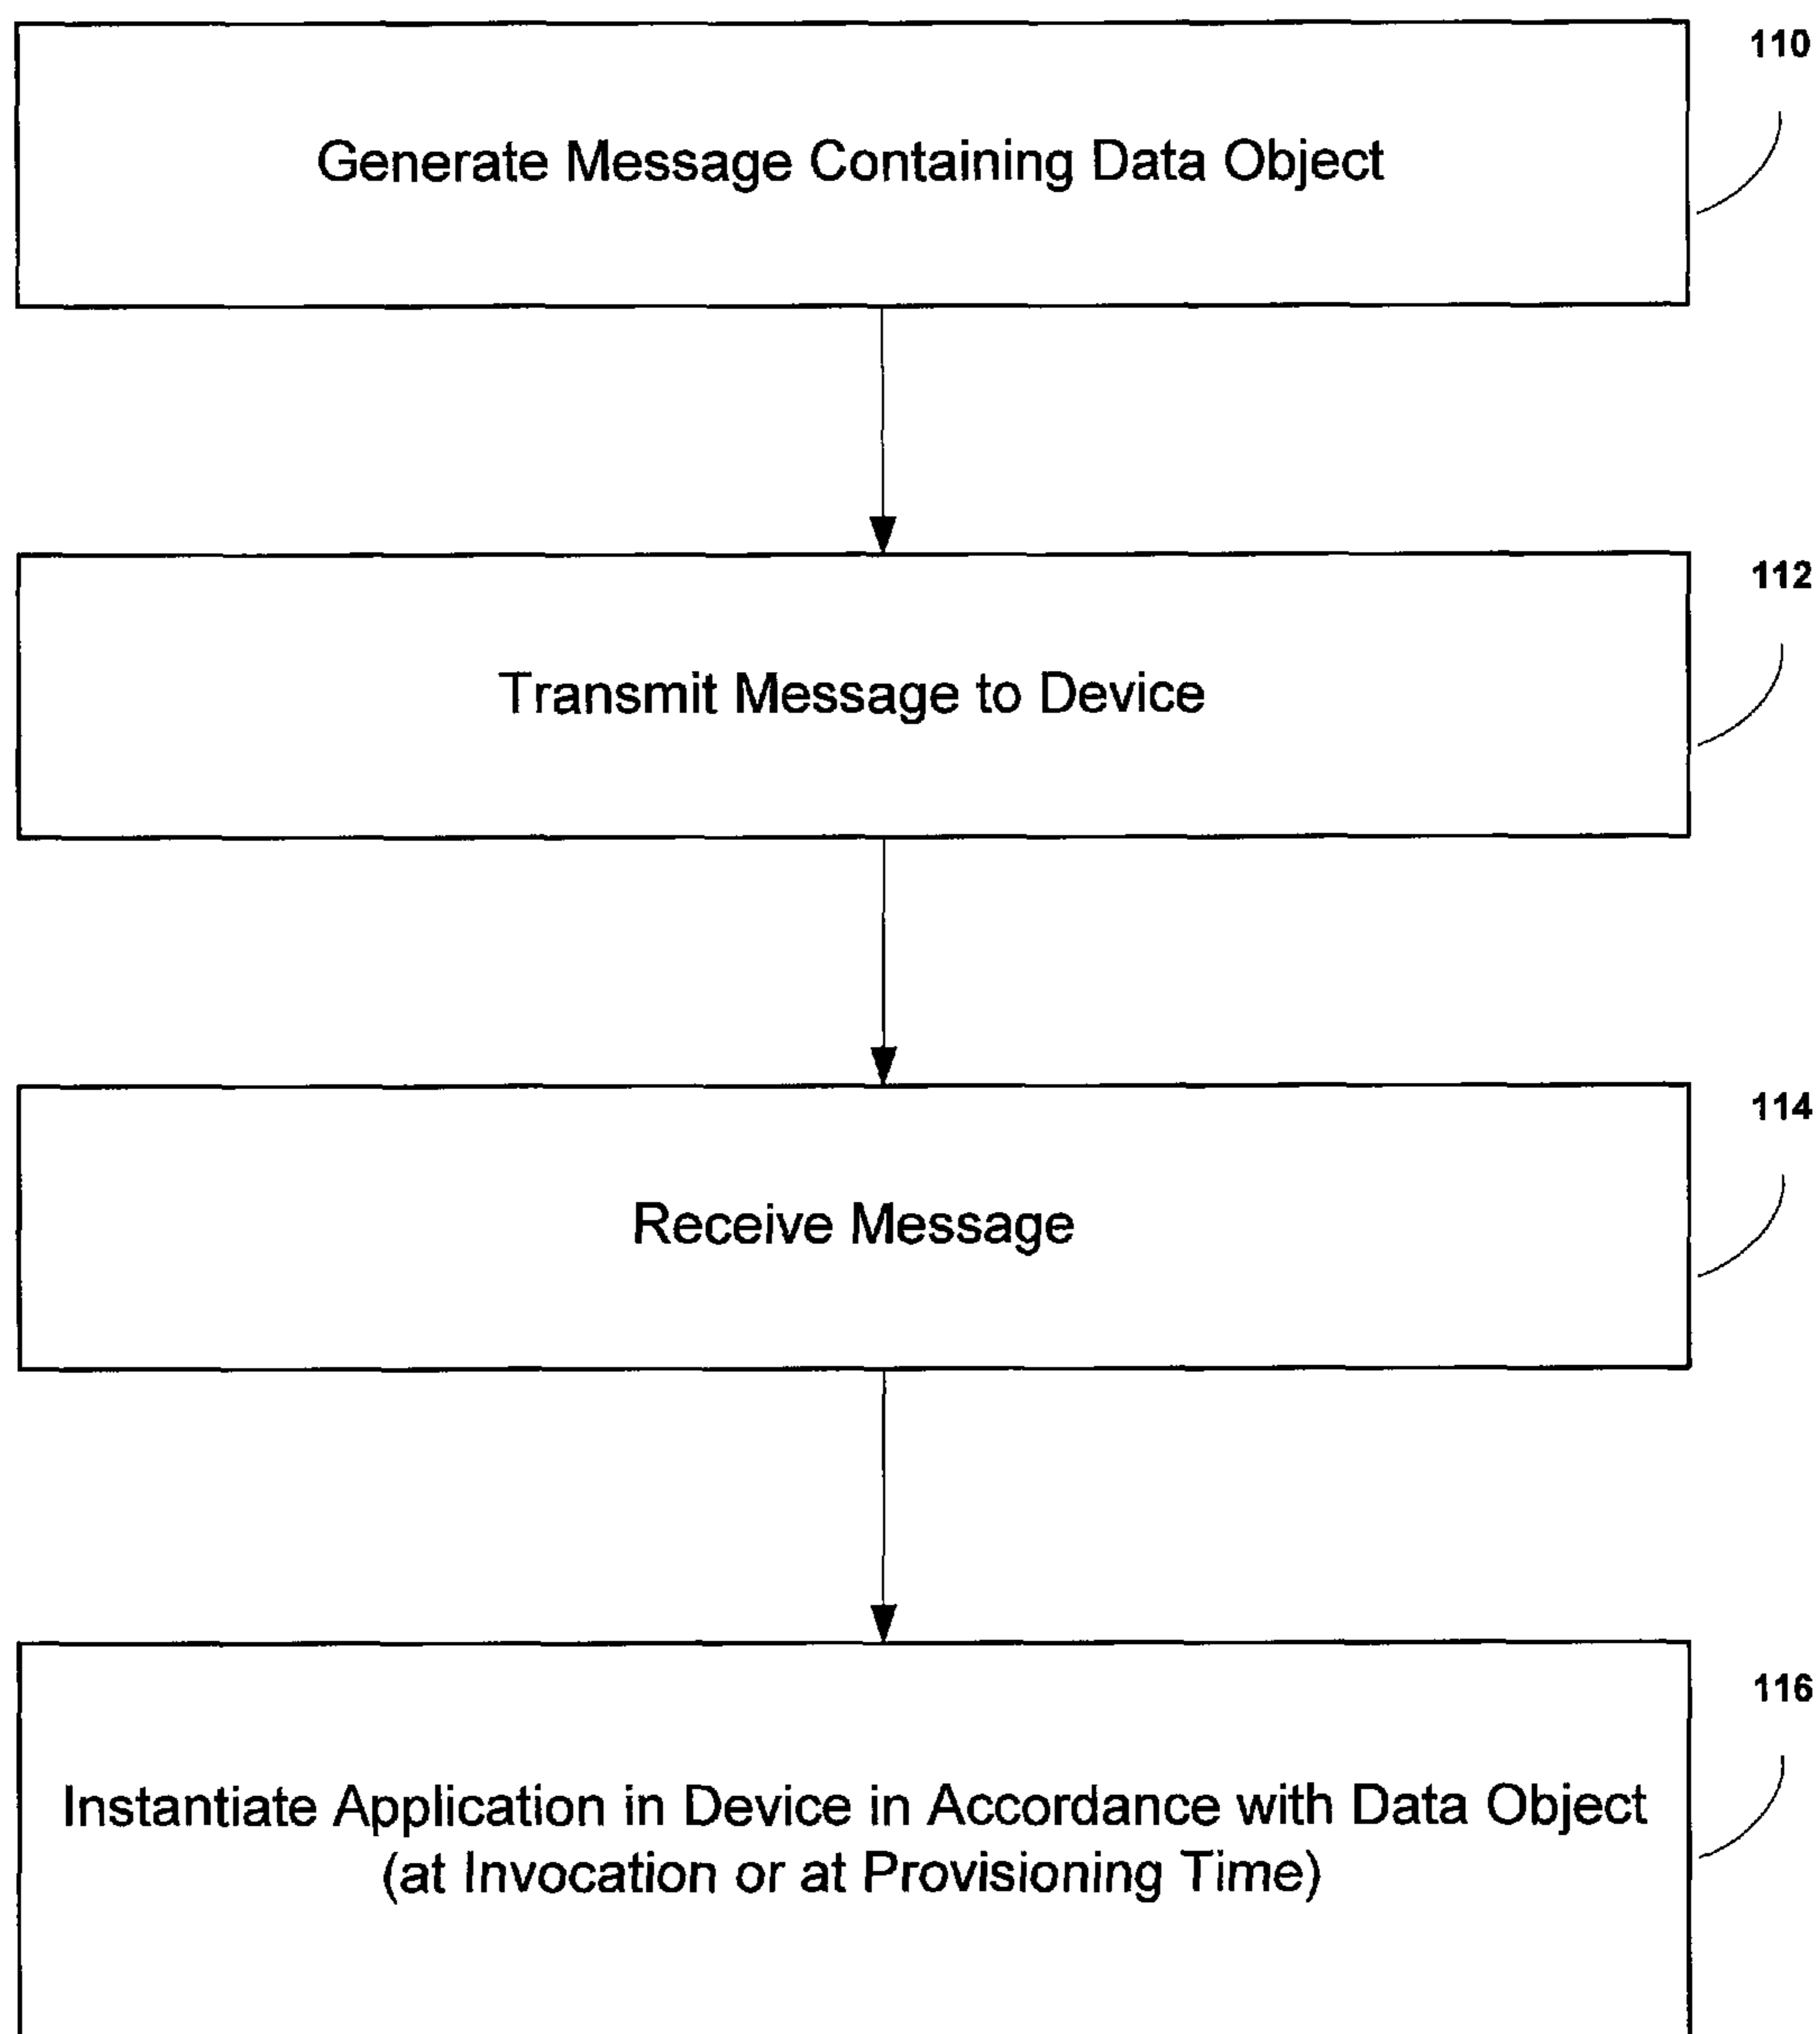 110
Generate Message Containing Data Object
112
Transmit Message to Device
114
Receive Message
116
Instantiate Application in Device in Accordance with Data Object
(at Invocation or at Provisioning Time)